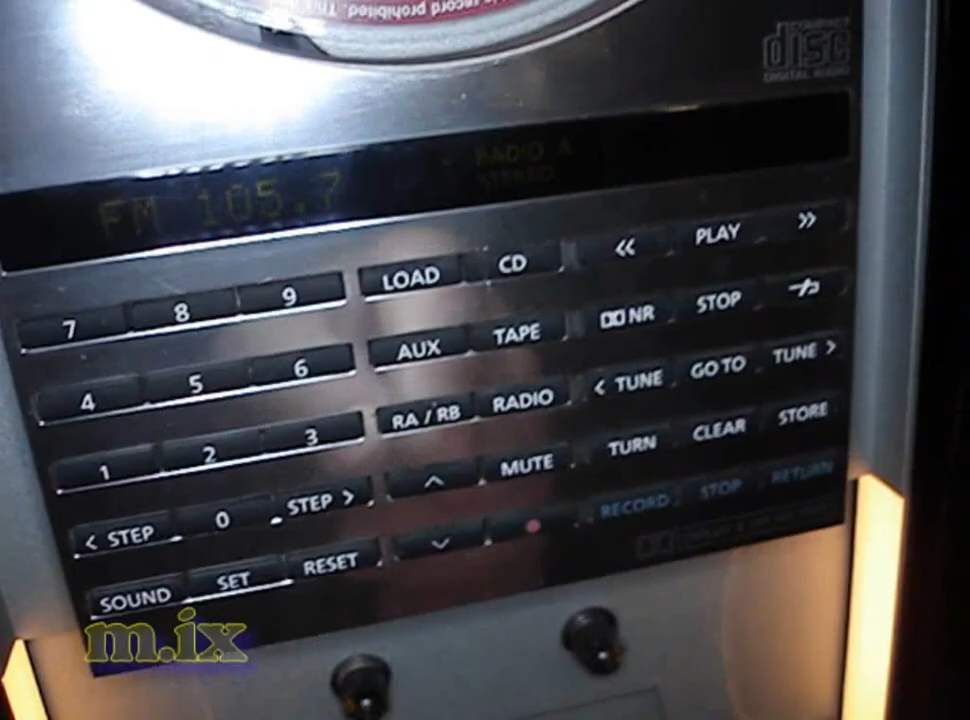 record prohibited. This
COMPACT
disc
DIGITAL AUDIO
FM 105.7
RADIO A
STEREO
7 8 9 LOAD CD << PLAY >>
4 5 6 AUX TAPE NR STOP
1 2 3 RA / RB RADIO < TUNE GO TO TUNE >
< STEP 0 STEP > MUTE TURN CLEAR STORE
SOUND SET RESET RECORD STOP RETURN
m.ix